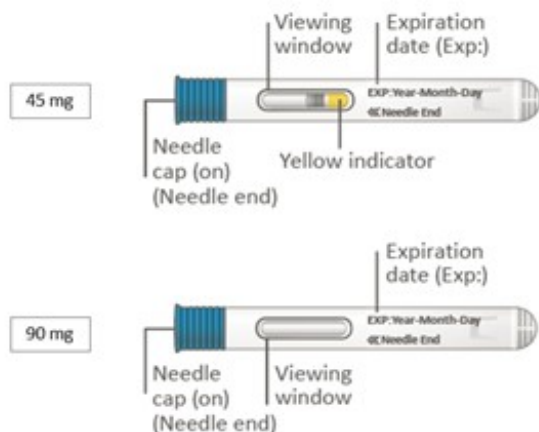 Viewing
window
Expiration
date (Exp:)
45 mg
EXP:Year-Month-Day
Needle End
Needle
cap (on)
(Needle end)
Yellow indicator
Expiration
date (Exp:)
90 mg
EXP:Year-Month-Day
Needle End
Needle
cap (on)
(Needle end)
Viewing
window